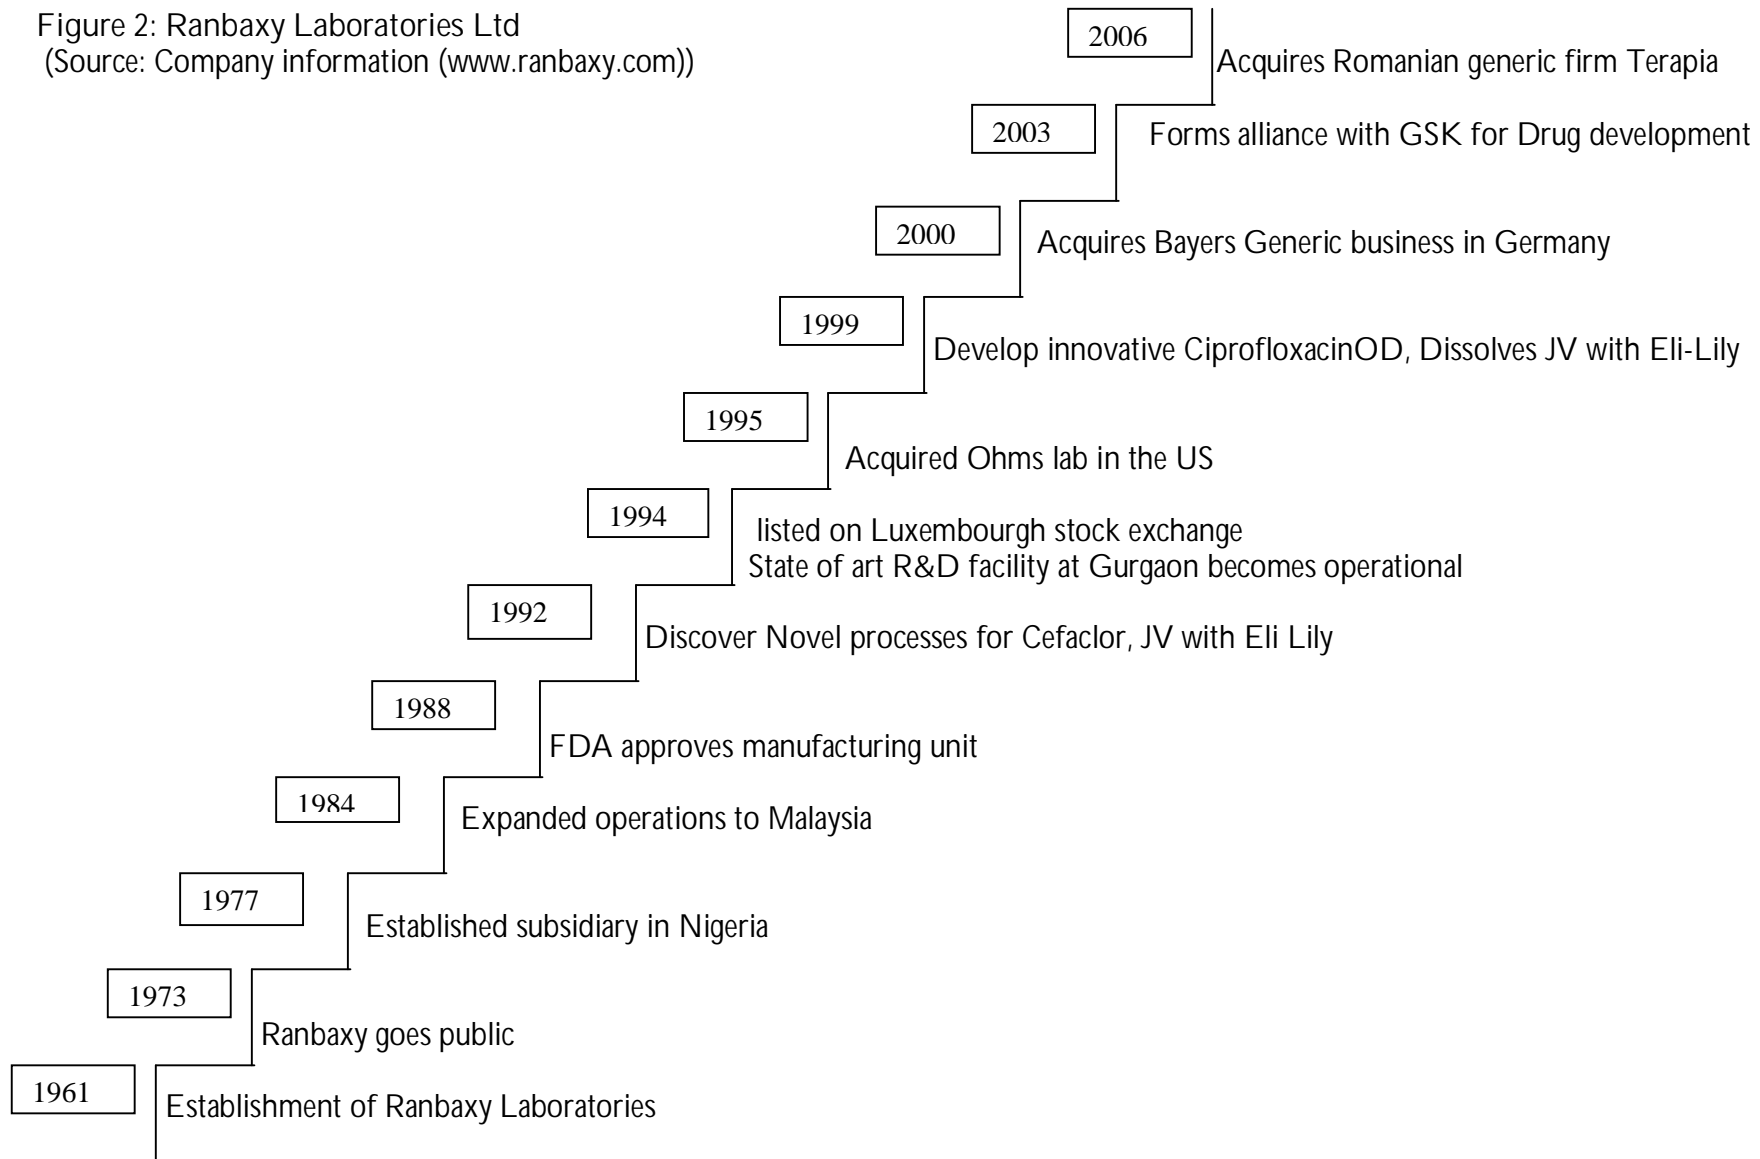 Figure 2: Ranbaxy Laboratories Ltd
(Source: Company information (www.ranbaxy.com))
2006
Acquires Romanian generic firm Terapia
2003
Forms alliance with GSK for Drug development
2000
Acquires Bayers Generic business in Germany
1999
Develop innovative CiprofloxacinOD, Dissolves JV with Eli-Lily
1995
Acquired Ohms lab in the US
1994
listed on Luxembourgh stock exchange
State of art R&D facility at Gurgaon becomes operational
1992
Discover Novel processes for Cefaclor, JV with Eli Lily
1988
FDA approves manufacturing unit
1984
Expanded operations to Malaysia
1977
Established subsidiary in Nigeria
1973
Ranbaxy goes public
1961
Establishment of Ranbaxy Laboratories